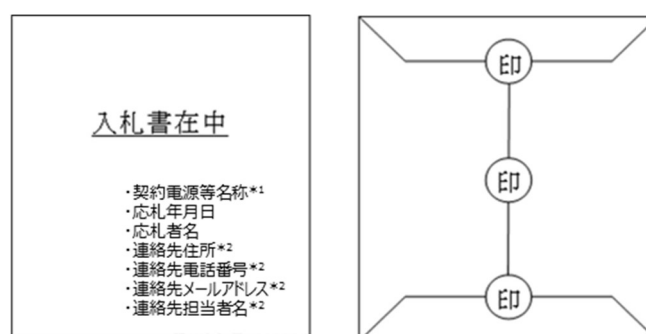 入札書在中
・契約電源等名称*1
・応札年月日
・応札者名
・連絡先住所*2
・連絡先電話番号*2
・連絡先メールアドレス*2
・連絡先担当者名*2
印
印
印